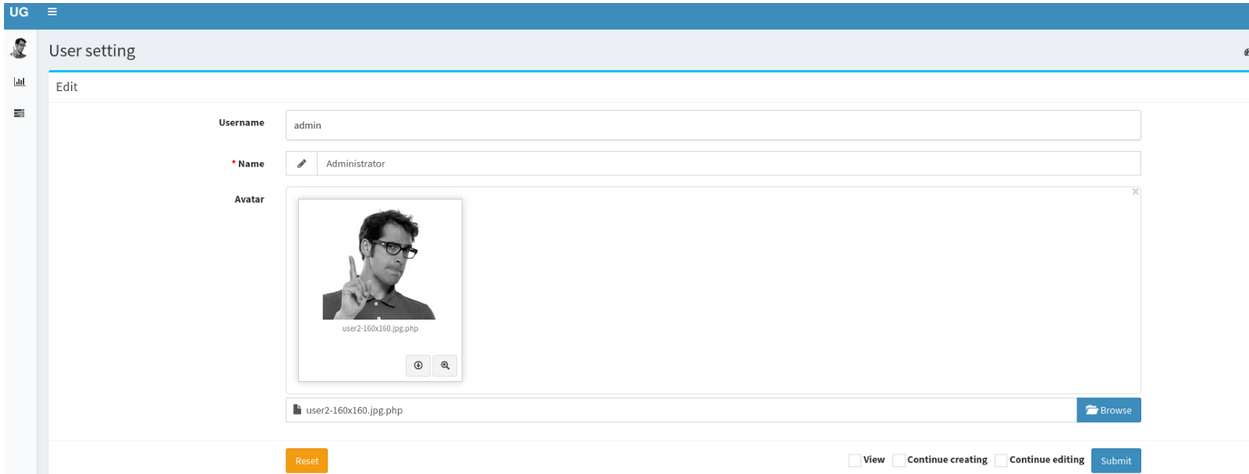 UG
User setting
Edit
Username
admin
* Name
Administrator
Avatar
×
user2-160x160.jpg.php
user2-160x160.jpg.php
Browse
Reset
View
Continue creating
Continue editing
Submit